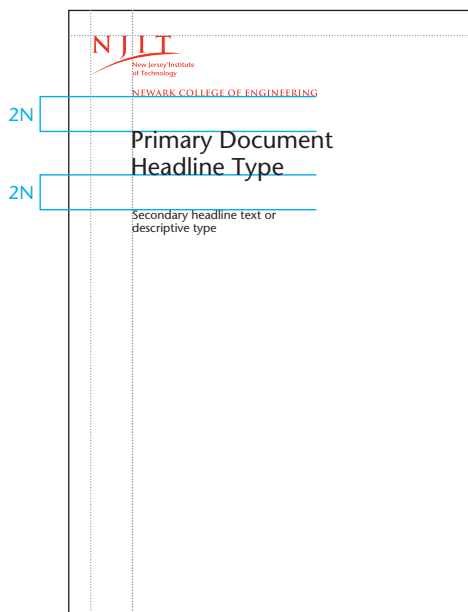 NJIT
New Jersey Institute
of Technology
NEWARK COLLEGE OF ENGINEERING
2N
Primary Document
Headline Type
2N
Secondary headline text or
descriptive type